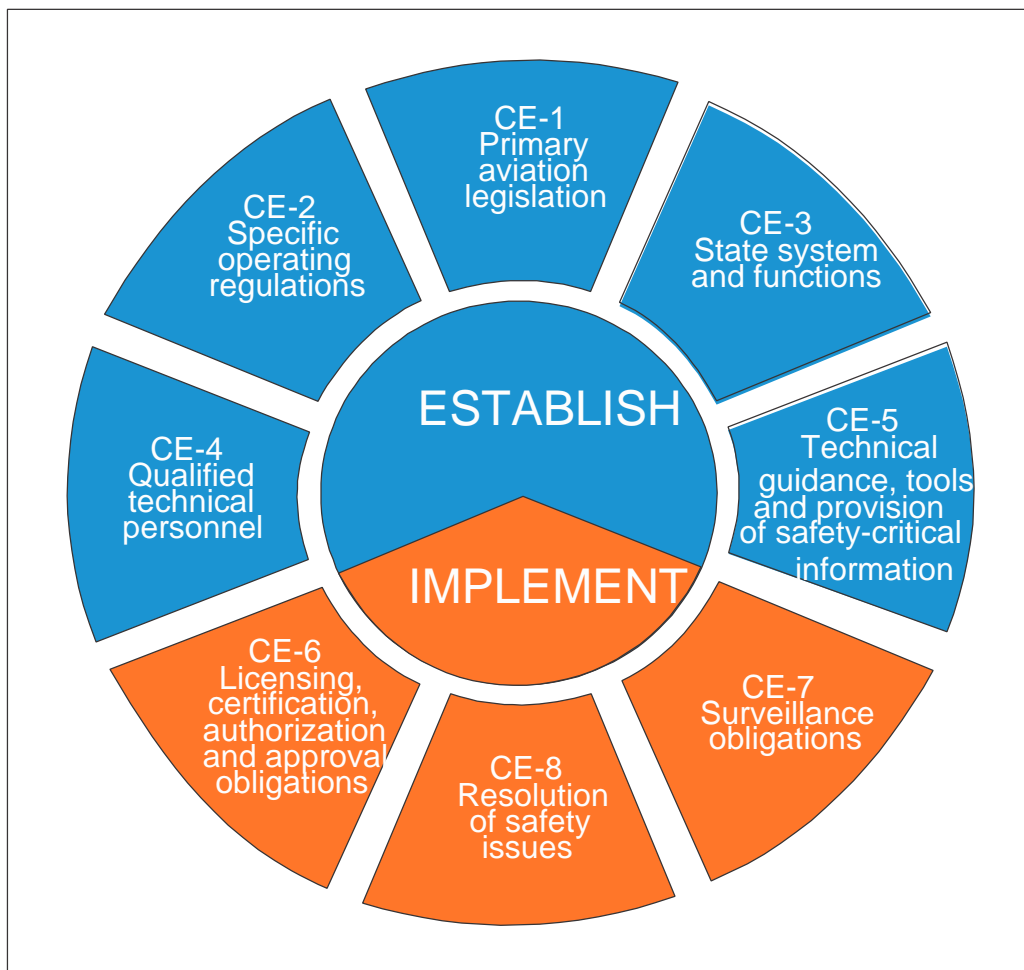 CE-1
Primary
aviation
legislation
CE-2
Specific
operating
regulations
CE-3
State system
and functions
ESTABLISH
CE-4
Qualified
technical
personnel
CE-5
Technical
guidance, tools
and provision
of safety-critical
information
IMPLEMENT
CE-6
Licensing,
certification,
authorization
and approval
obligations
CE-7
Surveillance
obligations
CE-8
Resolution
of safety
issues